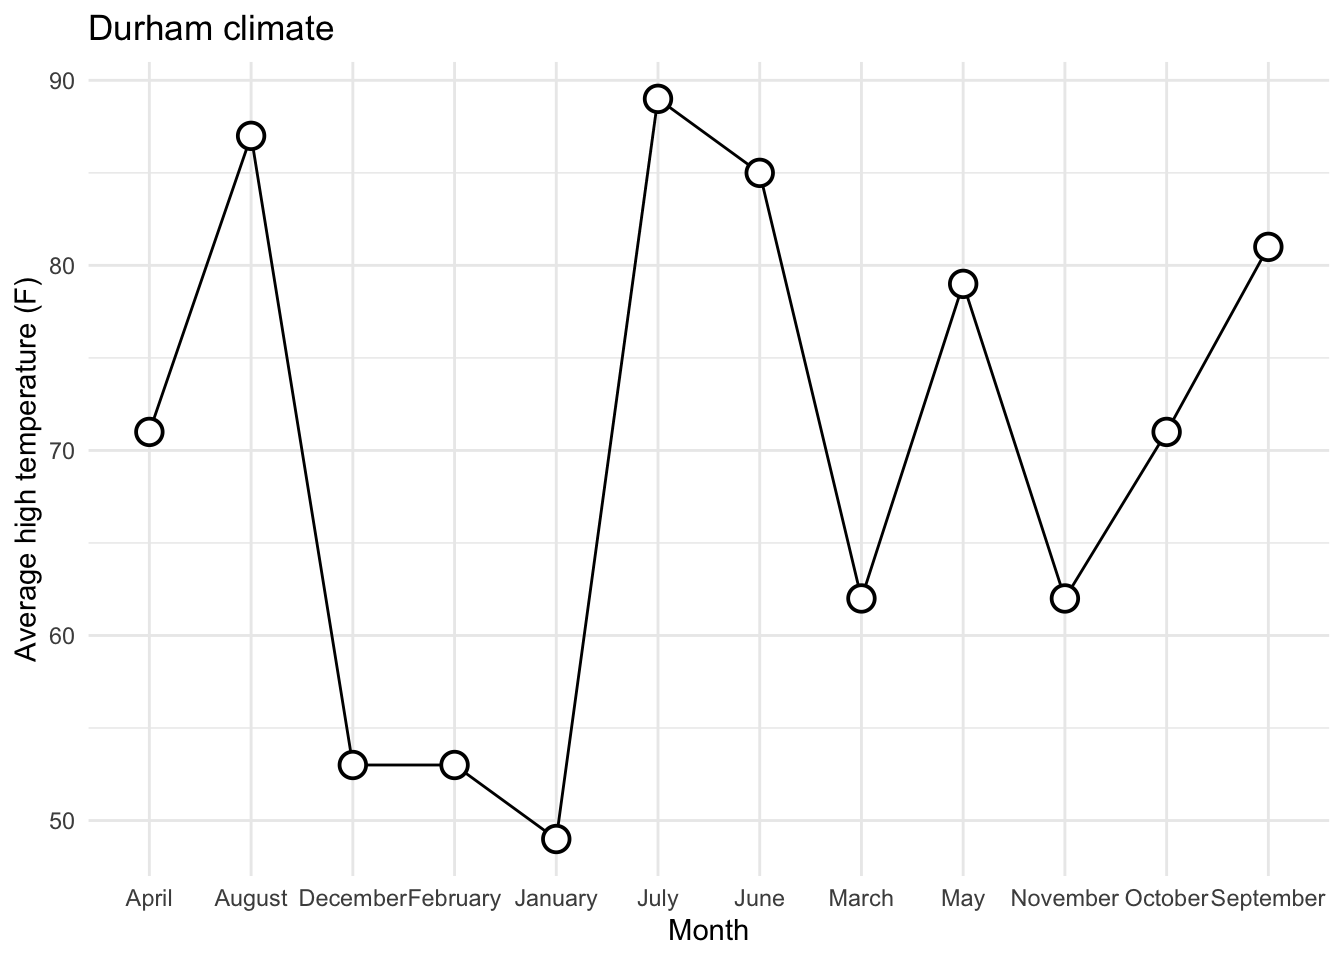 Durham climate
90
80
70
60
50
Average high temperature (F)
April August December February January July June March May November October September
Month